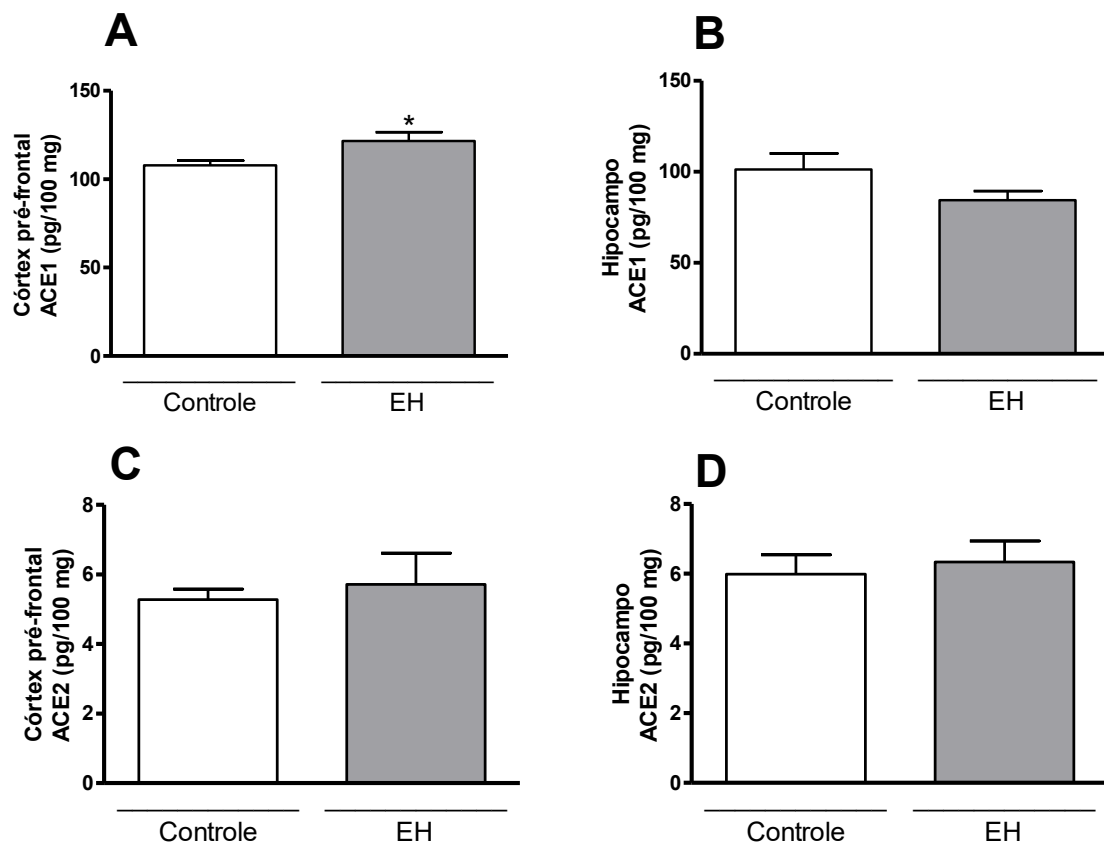 A
Córtex pré-frontal
ACE1 (pg/100 mg)
150
100
50
0
*
Controle
EH
B
Hipocampo
ACE1 (pg/100 mg)
150
100
50
0
Controle
EH
C
Córtex pré-frontal
ACE2 (pg/100 mg)
8
6
4
2
0
Controle
EH
D
Hipocampo
ACE2 (pg/100 mg)
8
6
4
2
0
Controle
EH